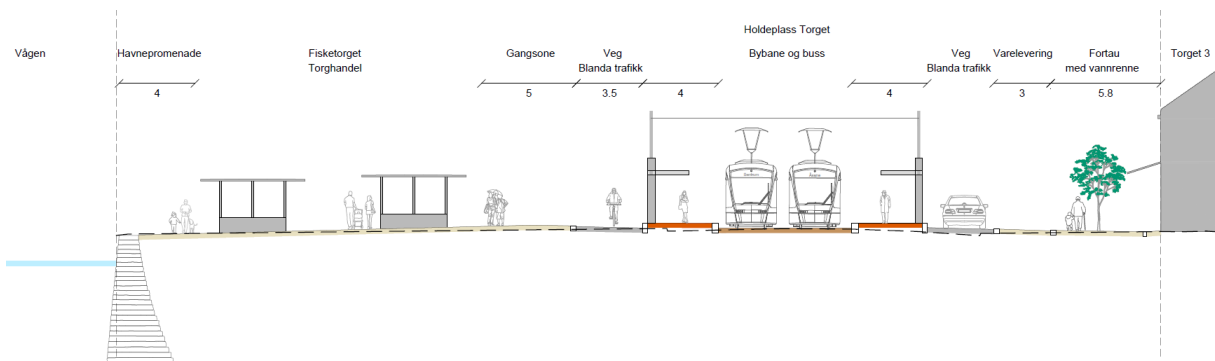 Holdeplass Torget
Vågen
Havnepromenade
Fisketorget
Torghandel
Gangsone
Veg
Blanda trafikk
Bybane og buss
Veg
Blanda trafikk
Varelevering
Fortau
med vannrenne
Torget 3
4
5
3.5
4
4
3
5.8